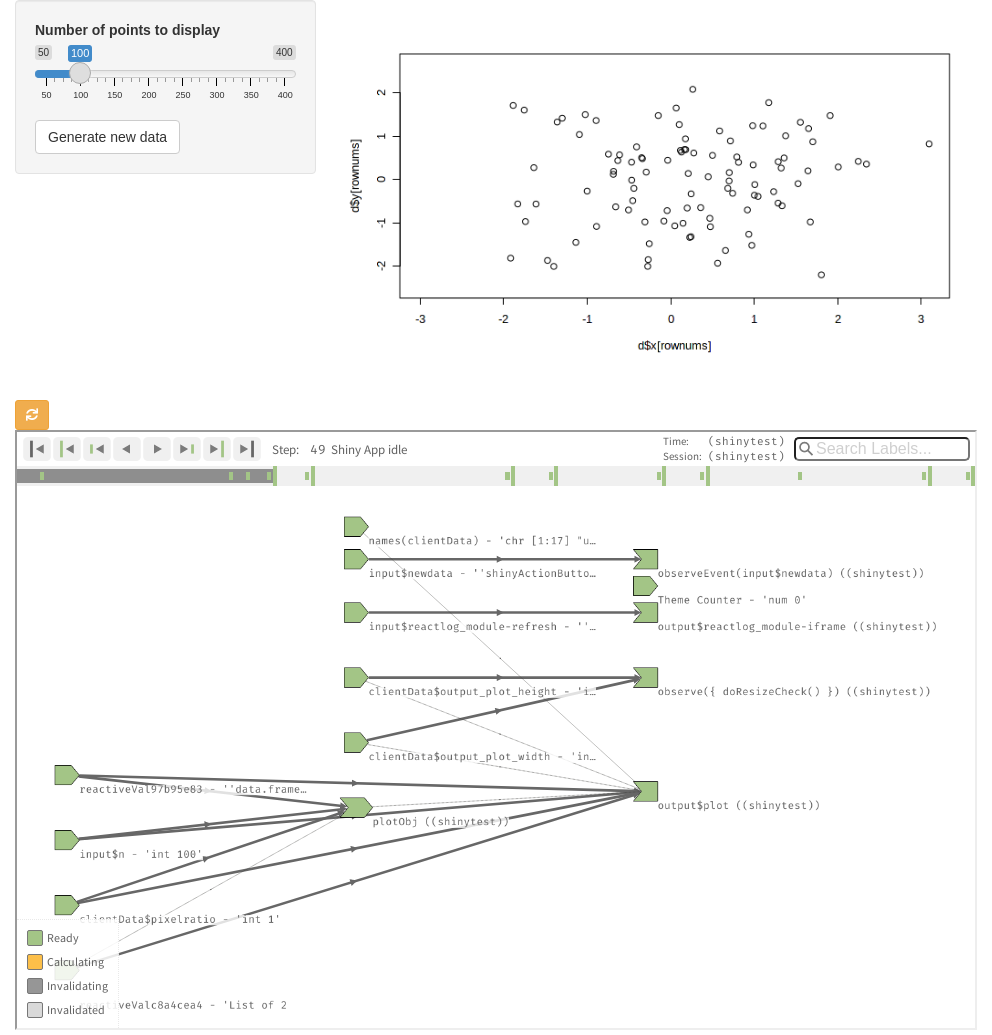 Number of points to display
50 100 400
50 100 150 200 250 300 350 400
Generate new data
d$y[rownums]
2
1
0
-1
-2
-3 -2 -1 0 1 2 3
d$x[rownums]
Step: 49 Shiny App idle
Time: (shinytest)
Session: (shinytest)
Search Labels...
names(clientData) - 'chr [1:17] "u…
input$newdata - ''shinyActionButto…
observeEvent(input$newdata) ((shinytest))
Theme Counter - 'num 0'
input$reactlog_module-refresh - ''…
output$reactlog_module-iframe ((shinytest))
clientData$output_plot_height - 'i…
observe({ doResizeCheck() }) ((shinytest))
clientData$output_plot_width - 'in…
reactiveVal97b95e83 - ''data.frame…
output$plot ((shinytest))
plotObj ((shinytest))
input$n - 'int 100'
clientData$pixelratio - 'int 1'
Ready
Calculating
Invalidating
reactiveValc8a4cea4 - 'List of 2
Invalidated